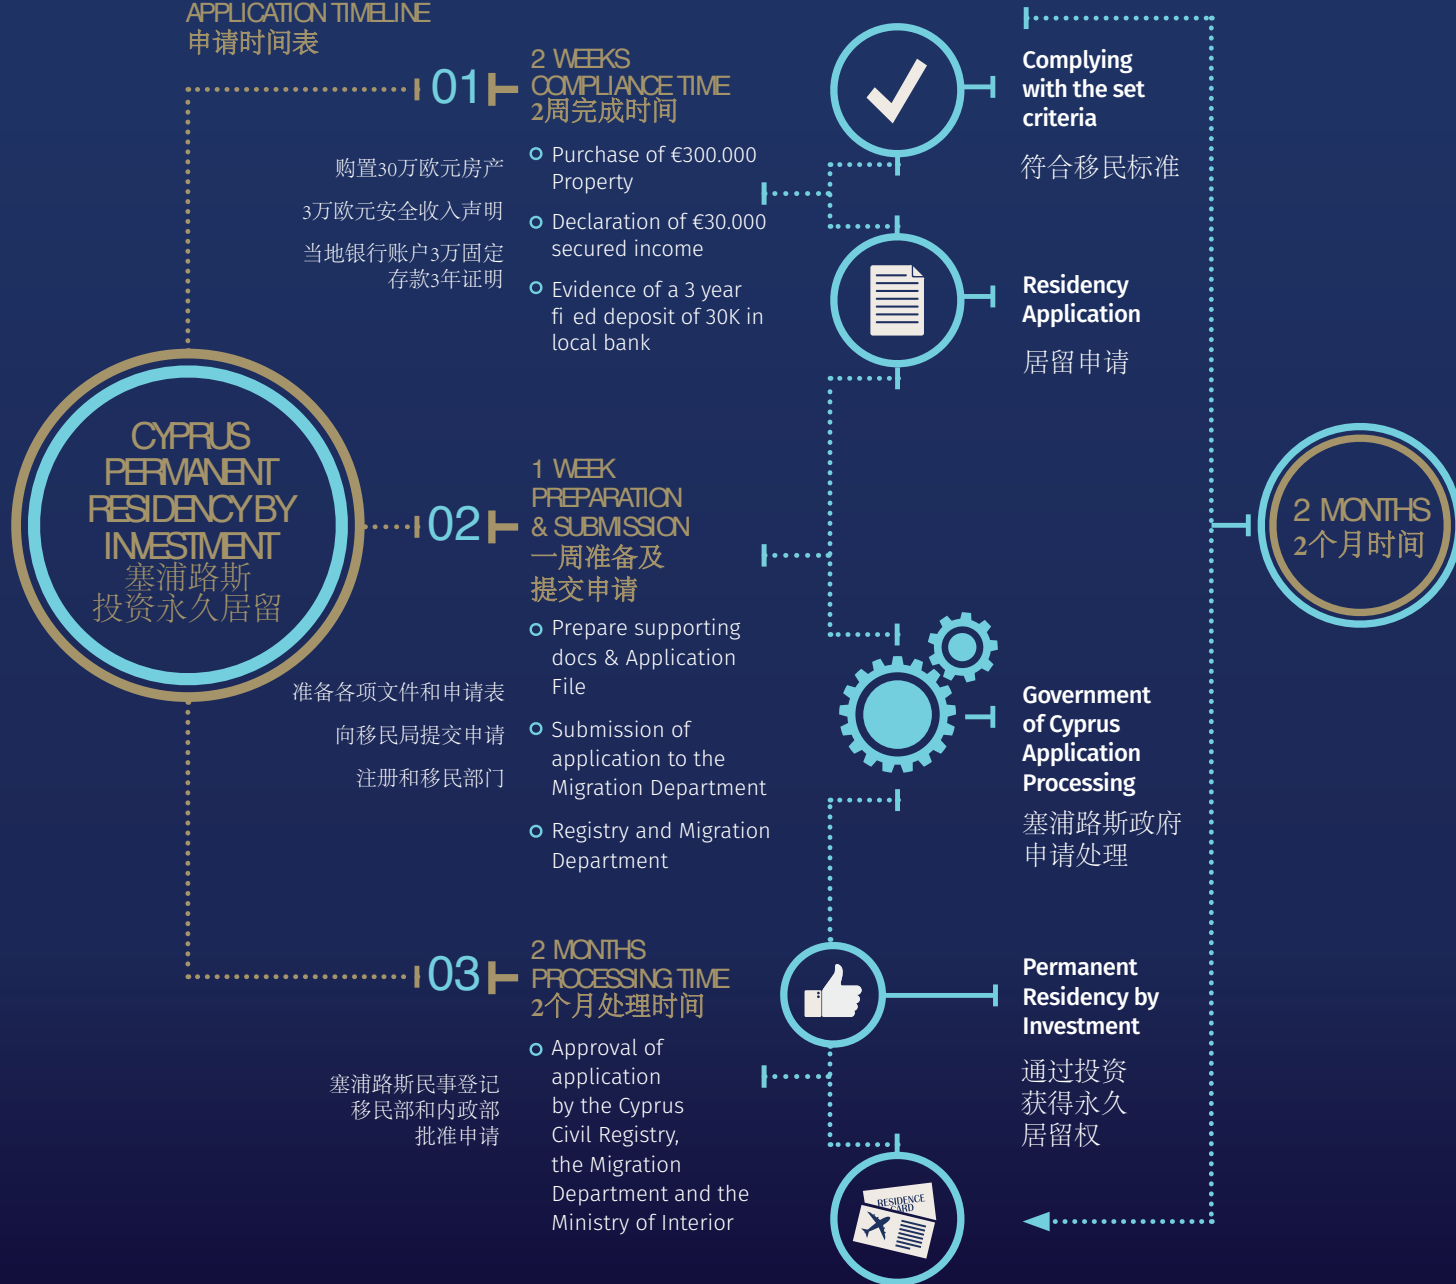 APPLICATION TIMELINE
申请时间表
01
2 WEEKS
COMPLIANCE TIME
2周完成时间
购置30万欧元房产
3万欧元安全收入声明
当地银行账户3万固定
存款3年证明
Purchase of €300.000
Property
Declaration of €30.000
secured income
Evidence of a 3 year
fi ed deposit of 30K in
local bank
CYPRUS
PERMANENT
RESIDENCY BY
INVESTMENT
塞浦路斯
投资永久居留
02
1 WEEK
PREPARATION
& SUBMISSION
一周准备及
提交申请
准备各项文件和申请表
向移民局提交申请
注册和移民部门
Prepare supporting
docs & Application
File
Submission of
application to the
Migration Department
Registry and Migration
Department
03
2 MONTHS
PROCESSING TIME
2个月处理时间
塞浦路斯民事登记
移民部和内政部
批准申请
Approval of
application
by the Cyprus
Civil Registry,
the Migration
Department and the
Ministry of Interior
Complying
with the set
criteria
符合移民标准
Residency
Application
居留申请
Government
of Cyprus
Application
Processing
塞浦路斯政府
申请处理
Permanent
Residency by
Investment
通过投资
获得永久
居留权
RESIDENCE
CARD
2 MONTHS
2个月时间